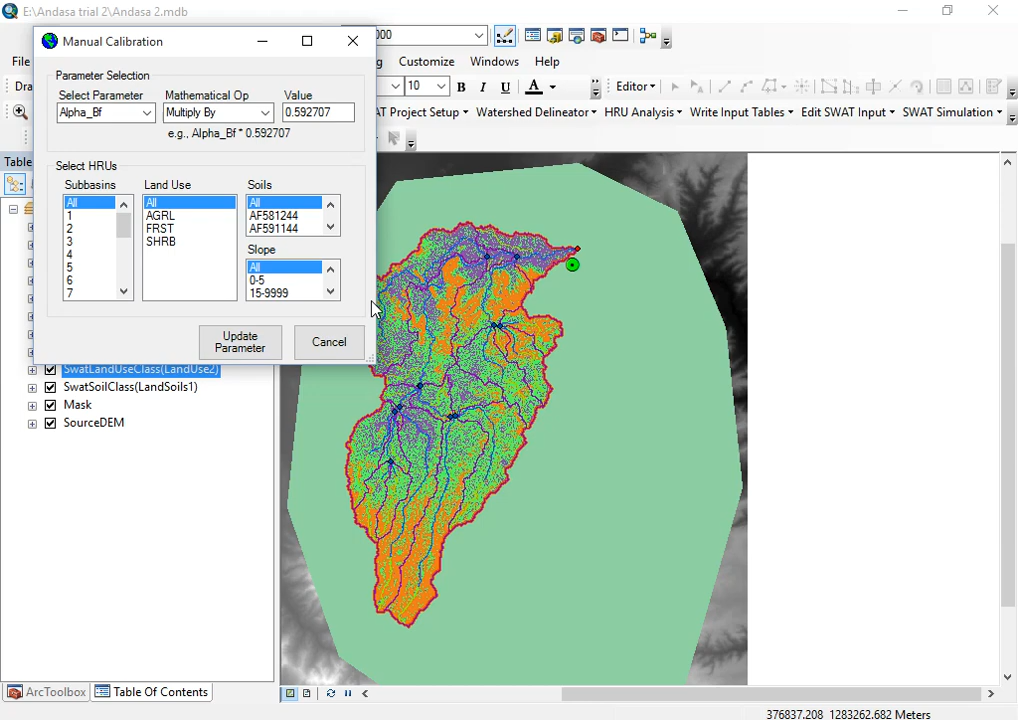 E:\Andasa trial 2\Andasa 2.mdb
Manual Calibration
000
File
g Customize Windows Help
Dra
10 B I U A Editor
Parameter Selection
Select Parameter Mathematical Op Value
Alpha_Bf Multiply By 0.592707
e.g., Alpha_Bf * 0.592707
AT Project Setup Watershed Delineator HRU Analysis Write Input Tables Edit SWAT Input SWAT Simulation
Table
Select HRUs
Subbasins Land Use Soils
All All All
1 AGRL AF581244
2 FRST AF591144
3 SHRB
4 Slope
5 All
6 0-5
7 15-9999
Update
Parameter
Cancel
SwatLandUseClass(LandUse2)
SwatSoilClass(LandSoils1)
Mask
SourceDEM
ArcToolbox Table Of Contents
376837.208 1283262.682 Meters